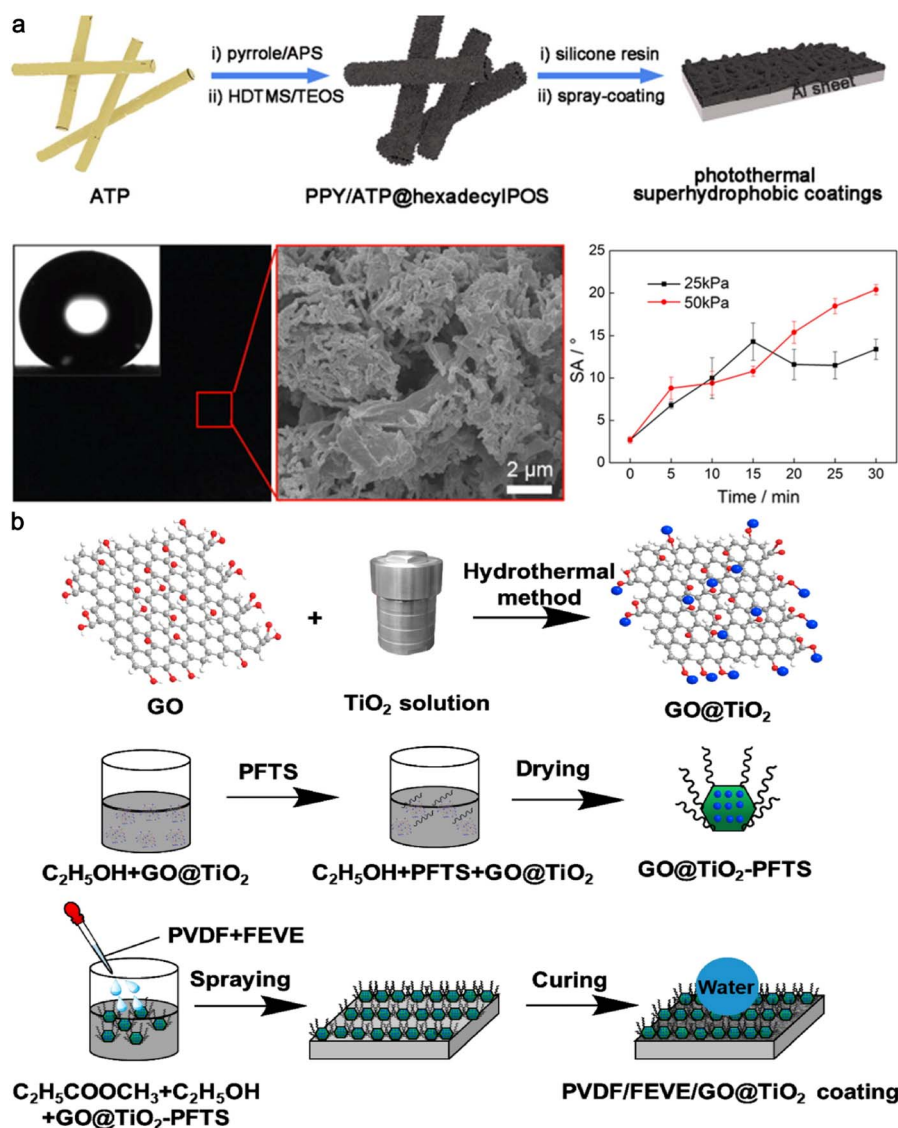 a
i) pyrrole/APS
ii) HDTMS/TEOS
i) silicone resin
ii) spray-coating
Al sheet
ATP
PPY/ATP@hexadecylPOS
photothermal
superhydrophobic coatings
2 μm
25kPa
50kPa
SA / °
25
20
15
10
5
0
0 5 10 15 20 25 30
Time / min
b
GO
+
TiO₂ solution
Hydrothermal
method
GO@TiO₂
PFTS
Drying
C₂H₅OH+GO@TiO₂
C₂H₅OH+PFTS+GO@TiO₂
GO@TiO₂-PFTS
PVDF+FEVE
Spraying
Curing
Water
C₂H₅COOCH₃+C₂H₅OH
+GO@TiO₂-PFTS
PVDF/FEVE/GO@TiO₂ coating